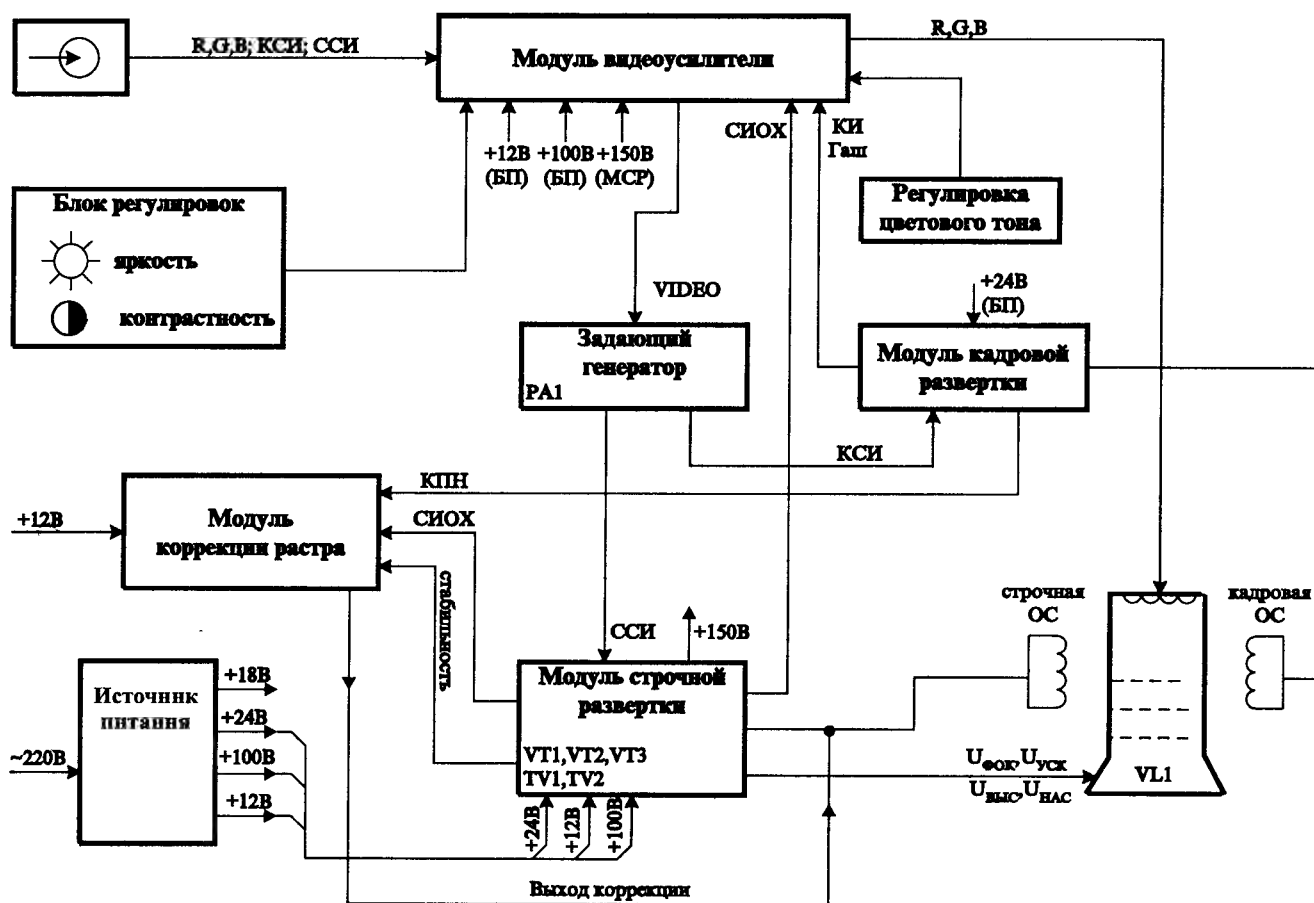 R,G,B; КСИ; ССИ
Модуль видеоусилители
R,G,B
СИОХ
КИ
Гаш
+12В +100В +150В
(БП) (БП) (МСР)
Блок регулировок
яркость
контрастность
Регулировка
цветового тона
VIDEO
+24В
(БП)
Задающий
генератор
РА1
Модуль кадровой
развертки
КСИ
КПН
+12В
Модуль
коррекции растра
СИОХ
стабильность
ССИ
+150В
строчная
ОС
кадровая
ОС
Источник
питания
+18В
+24В
~220В
+100В
+12В
Модуль строчной
развертки
VT1,VT2,VT3
TV1,TV2
UФОК,UУСК
UВЫС,UНАС
VL1
+24В
+12В
+100В
Выход коррекции